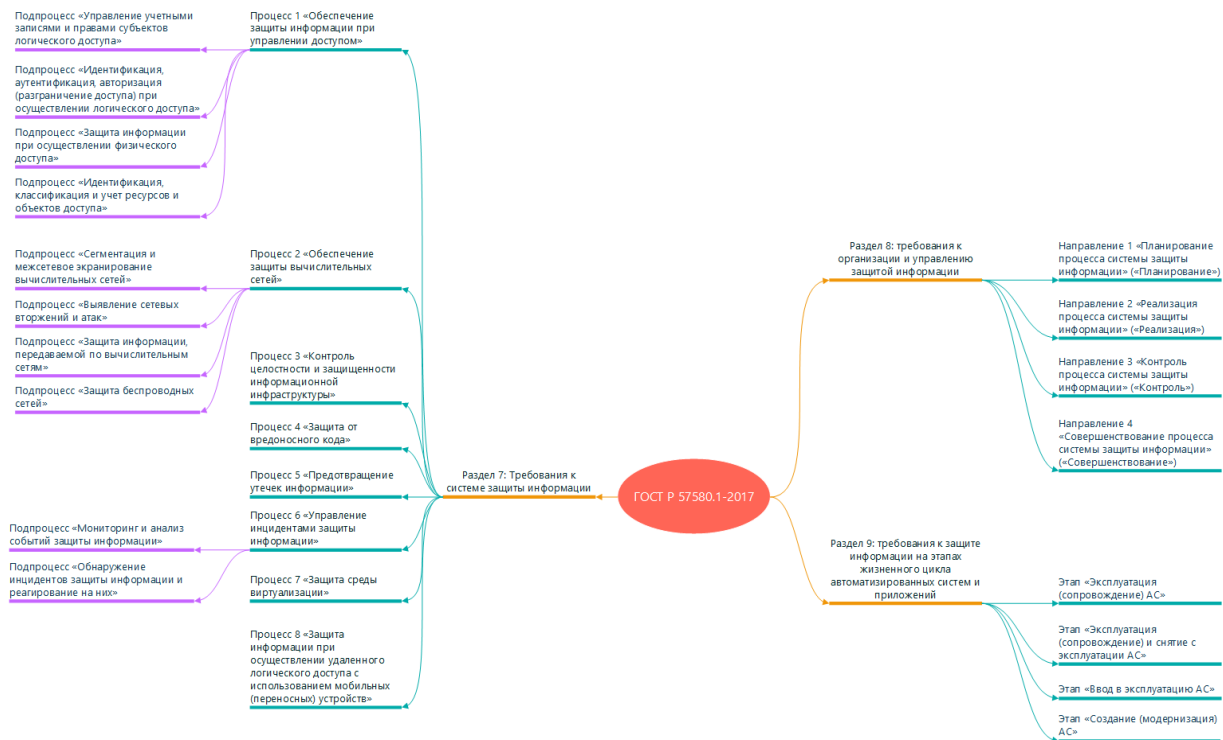 ГОСТ Р 57580.1-2017
Раздел 7: Требования к
системе защиты информации
Процесс 1 «Обеспечение
защиты информации при
управлении доступом»
Подпроцесс «Управление учетными
записями и правами субъектов
логического доступа»
Подпроцесс «Идентификация,
аутентификация, авторизация
(разграничение доступа) при
осуществлении логического доступа»
Подпроцесс «Защита информации
при осуществлении физического
доступа»
Подпроцесс «Идентификация,
классификация и учет ресурсов и
объектов доступа»
Процесс 2 «Обеспечение
защиты вычислительных
сетей»
Подпроцесс «Сегментация и
межсетевое экранирование
вычислительных сетей»
Подпроцесс «Выявление сетевых
вторжений и атак»
Подпроцесс «Защита информации,
передаваемой по вычислительным
сетям»
Подпроцесс «Защита беспроводных
сетей»
Процесс 3 «Контроль
целостности и защищенности
информационной
инфраструктуры»
Процесс 4 «Защита от
вредоносного кода»
Процесс 5 «Предотвращение
утечек информации»
Процесс 6 «Управление
инцидентами защиты
информации»
Подпроцесс «Мониторинг и анализ
событий защиты информации»
Подпроцесс «Обнаружение
инцидентов защиты информации и
реагирование на них»
Процесс 7 «Защита среды
виртуализации»
Процесс 8 «Защита
информации при
осуществлении удаленного
логического доступа с
использованием мобильных
(переносных) устройств»
Раздел 8: требования к
организации и управлению
защитой информации
Направление 1 «Планирование
процесса системы защиты
информации» («Планирование»)
Направление 2 «Реализация
процесса системы защиты
информации» («Реализация»)
Направление 3 «Контроль
процесса системы защиты
информации» («Контроль»)
Направление 4
«Совершенствование процесса
системы защиты информации»
(«Совершенствование»)
Раздел 9: требования к защите
информации на этапах
жизненного цикла
автоматизированных систем и
приложений
Этап «Эксплуатация
(сопровождение) АС»
Этап «Эксплуатация
(сопровождение) и снятие с
эксплуатации АС»
Этап «Ввод в эксплуатацию АС»
Этап «Создание (модернизация)
АС»